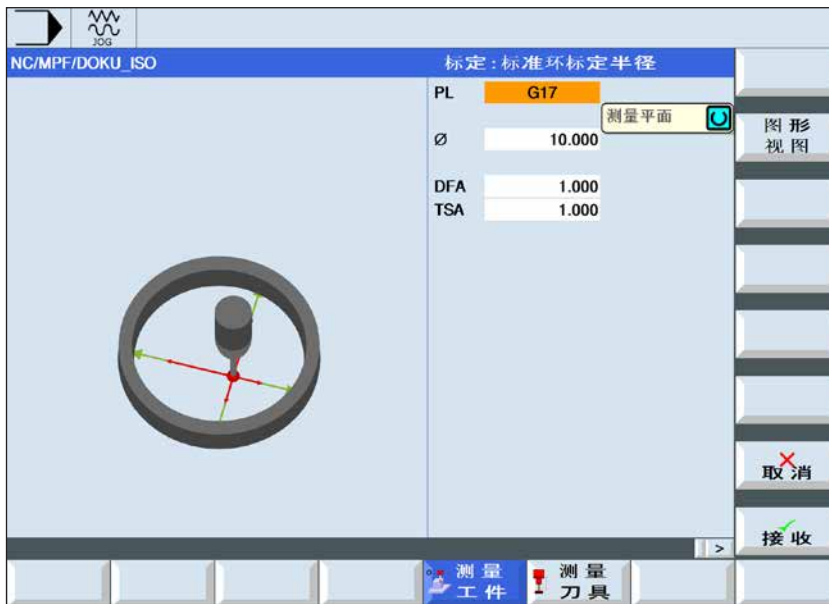 JOG
NC/MPF/DOKU_ISO
标定:标准环标定半径
PL G17
测量平面
Ø 10.000
DFA 1.000
TSA 1.000
图形
视图
取消
接收
>
测量
工件
测量
刀具